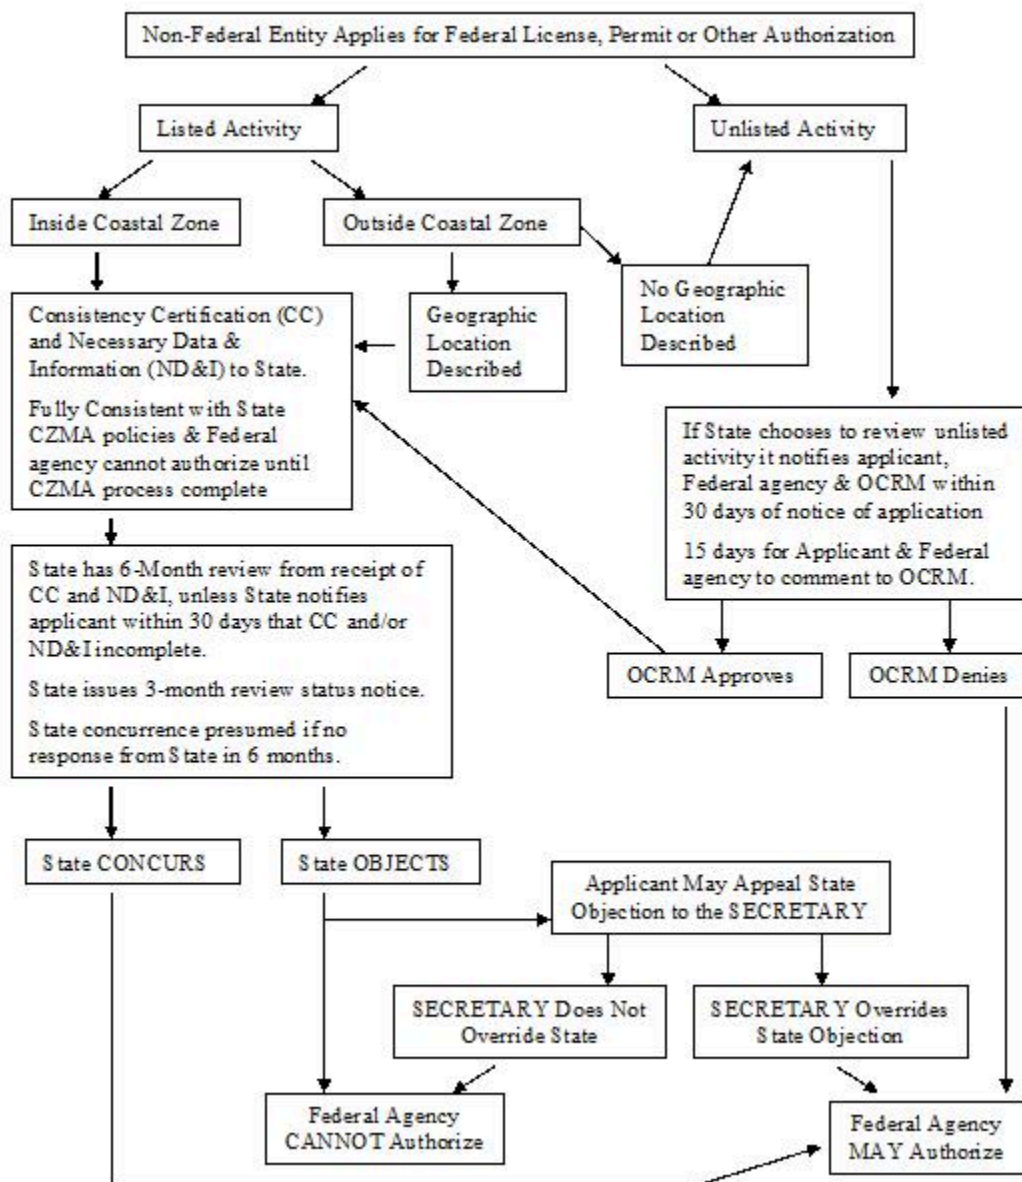 Non-Federal Entity Applies for Federal License, Permit or Other Authorization
Listed Activity
Unlisted Activity
Inside Coastal Zone
Outside Coastal Zone
No Geographic
Location
Described
Geographic
Location
Described
Consistency Certification (CC)
and Necessary Data &
Information (ND&I) to State.
Fully Consistent with State
CZMA policies & Federal
agency cannot authorize until
CZMA process complete
If State chooses to review unlisted
activity it notifies applicant,
Federal agency & OCRM within
30 days of notice of application
15 days for Applicant & Federal
agency to comment to OCRM.
State has 6-Month review from receipt of
CC and ND&I, unless State notifies
applicant within 30 days that CC and/or
ND&I incomplete.
State issues 3-month review status notice.
State concurrence presumed if no
response from State in 6 months.
OCRM Approves
OCRM Denies
State CONCURS
State OBJECTS
Applicant May Appeal State
Objection to the SECRETARY
SECRETARY Does Not
Override State
SECRETARY Overrides
State Objection
Federal Agency
CANNOT Authorize
Federal Agency
MAY Authorize